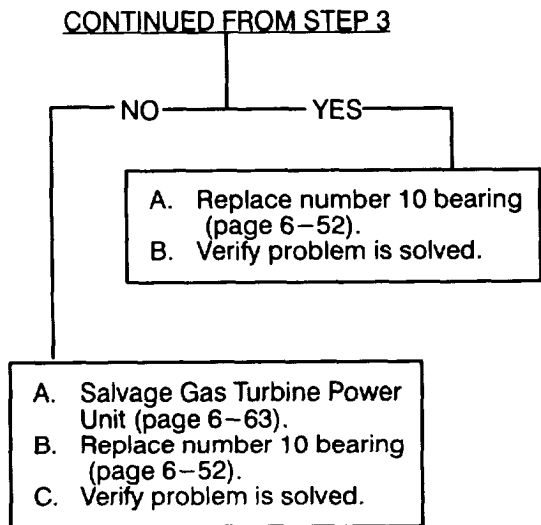 CONTINUED FROM STEP 3
NO YES
A. Replace number 10 bearing
(page 6–52).
B. Verify problem is solved.
A. Salvage Gas Turbine Power
Unit (page 6–63).
B. Replace number 10 bearing
(page 6–52).
C. Verify problem is solved.